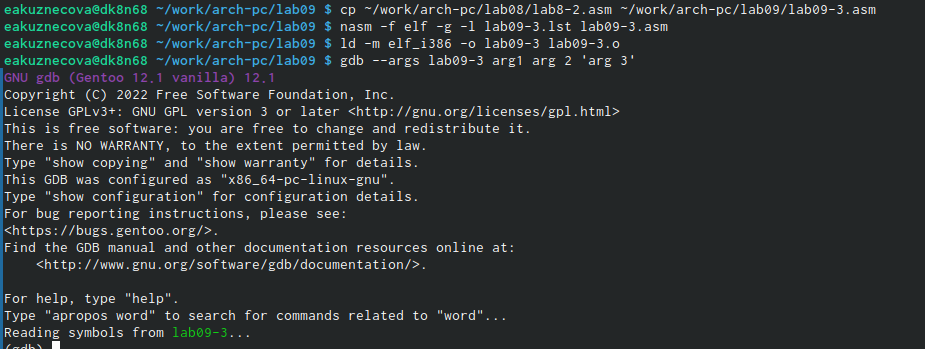 eakuznecova@dk8n68 ~/work/arch-pc/lab09 $ cp ~/work/arch-pc/lab08/lab8-2.asm ~/work/arch-pc/lab09/lab09-3.asm
eakuznecova@dk8n68 ~/work/arch-pc/lab09 $ nasm -f elf -g -l lab09-3.lst lab09-3.asm
eakuznecova@dk8n68 ~/work/arch-pc/lab09 $ ld -m elf_i386 -o lab09-3 lab09-3.o
eakuznecova@dk8n68 ~/work/arch-pc/lab09 $ gdb --args lab09-3 arg1 arg 2 'arg 3'
GNU gdb (Gentoo 12.1 vanilla) 12.1
Copyright (C) 2022 Free Software Foundation, Inc.
License GPLv3+: GNU GPL version 3 or later <http://gnu.org/licenses/gpl.html>
This is free software: you are free to change and redistribute it.
There is NO WARRANTY, to the extent permitted by law.
Type "show copying" and "show warranty" for details.
This GDB was configured as "x86_64-pc-linux-gnu".
Type "show configuration" for configuration details.
For bug reporting instructions, please see:
<https://bugs.gentoo.org/>.
Find the GDB manual and other documentation resources online at:
    <http://www.gnu.org/software/gdb/documentation/>.
For help, type "help".
Type "apropos word" to search for commands related to "word"...
Reading symbols from lab09-3...
(gdb)